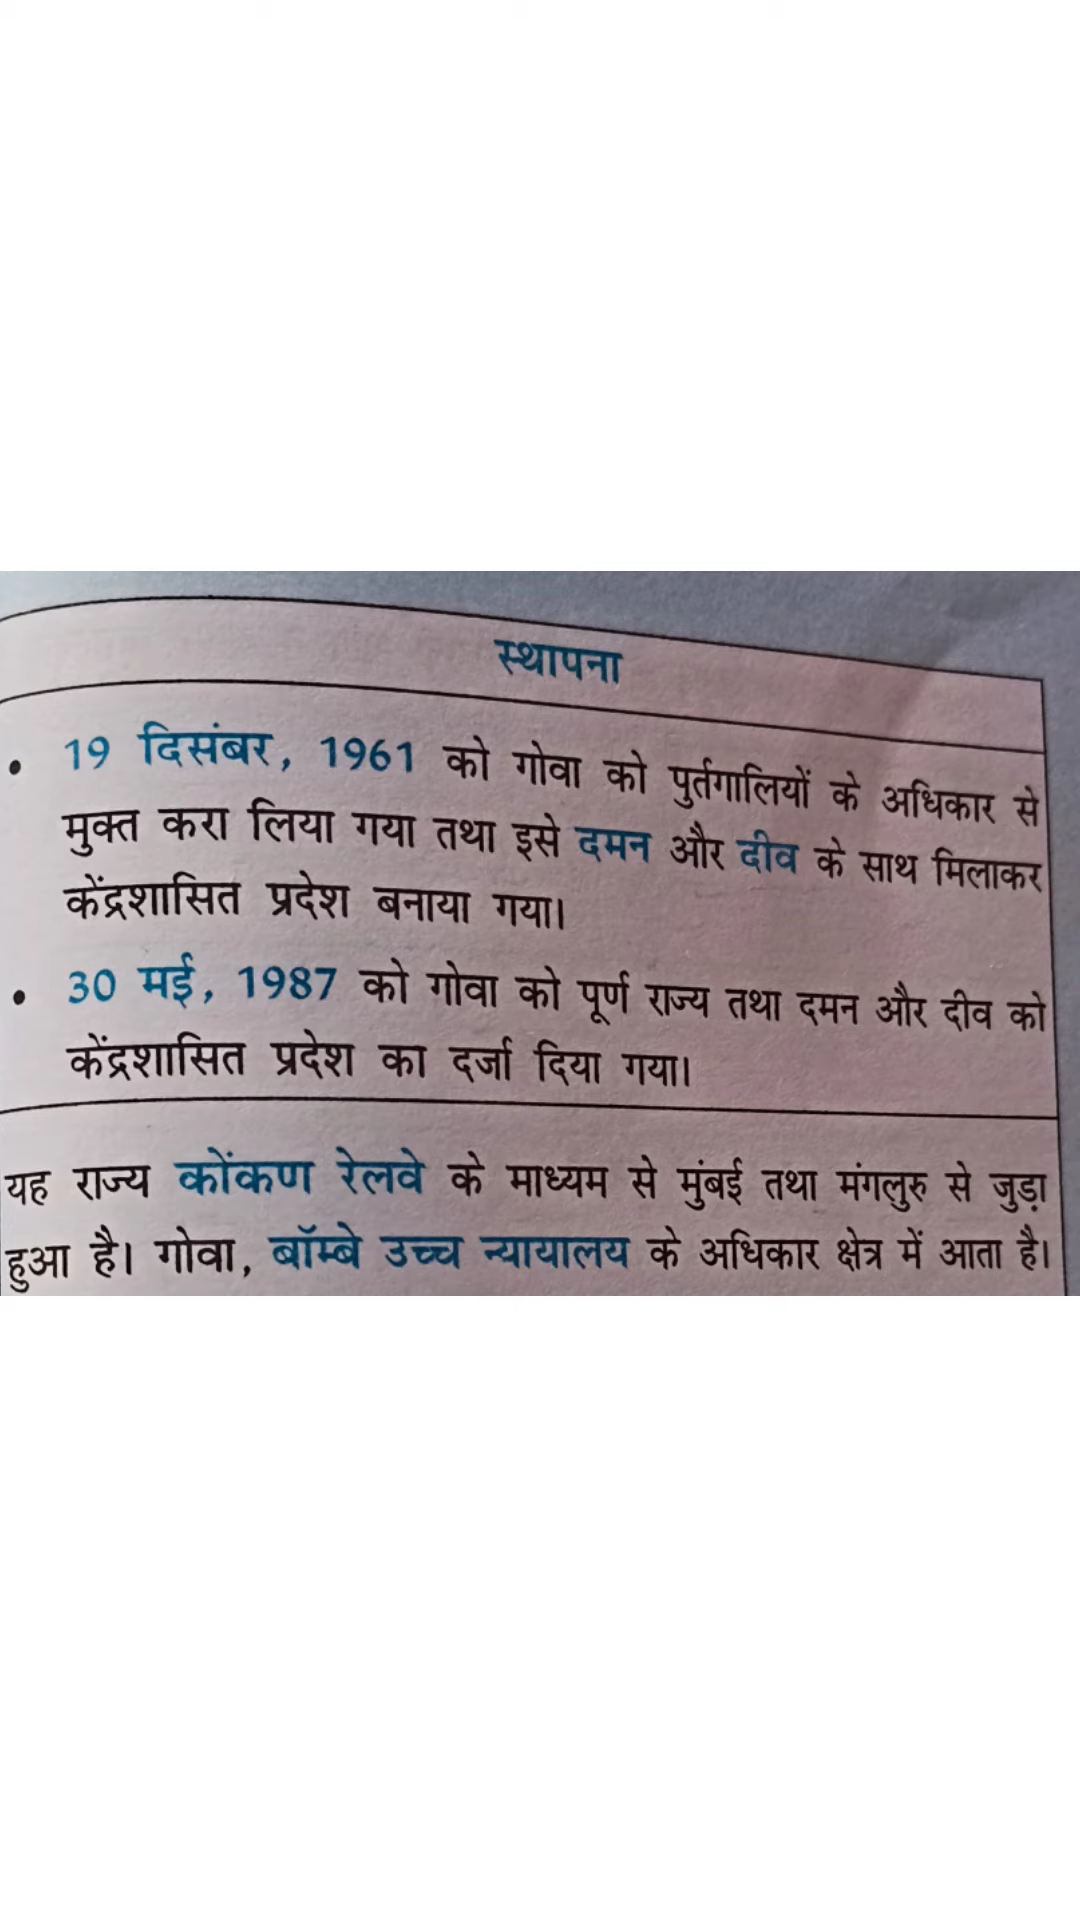 स्थापना
• 19 दिसंबर, 1961 को गोवा को पुर्तगालियों के अधिकार से
मुक्त करा लिया गया तथा इसे दमन और दीव के साथ मिलाकर
केंद्रशासित प्रदेश बनाया गया।
• 30 मई, 1987 को गोवा को पूर्ण राज्य तथा दमन और दीव को
केंद्रशासित प्रदेश का दर्जा दिया गया।
यह राज्य कोंकण रेलवे के माध्यम से मुंबई तथा मंगलुरु से जुड़ा
हुआ है। गोवा, बॉम्बे उच्च न्यायालय के अधिकार क्षेत्र में आता है।